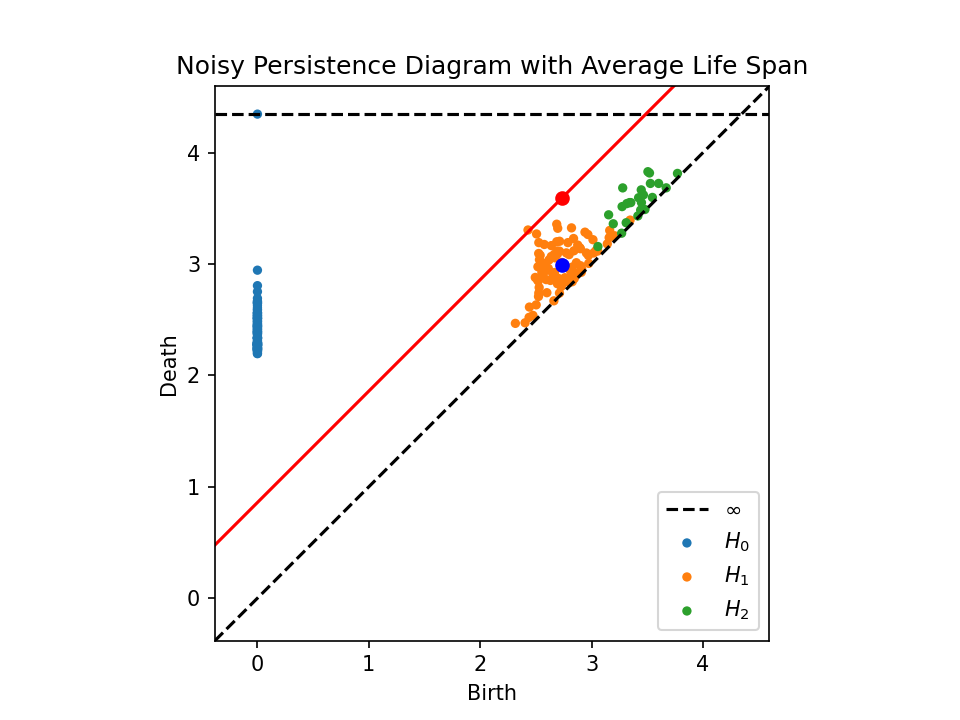 Noisy Persistence Diagram with Average Life Span
Death
4
3
2
1
0
0 1 2 3 4
Birth
∞
H₀
H₁
H₂